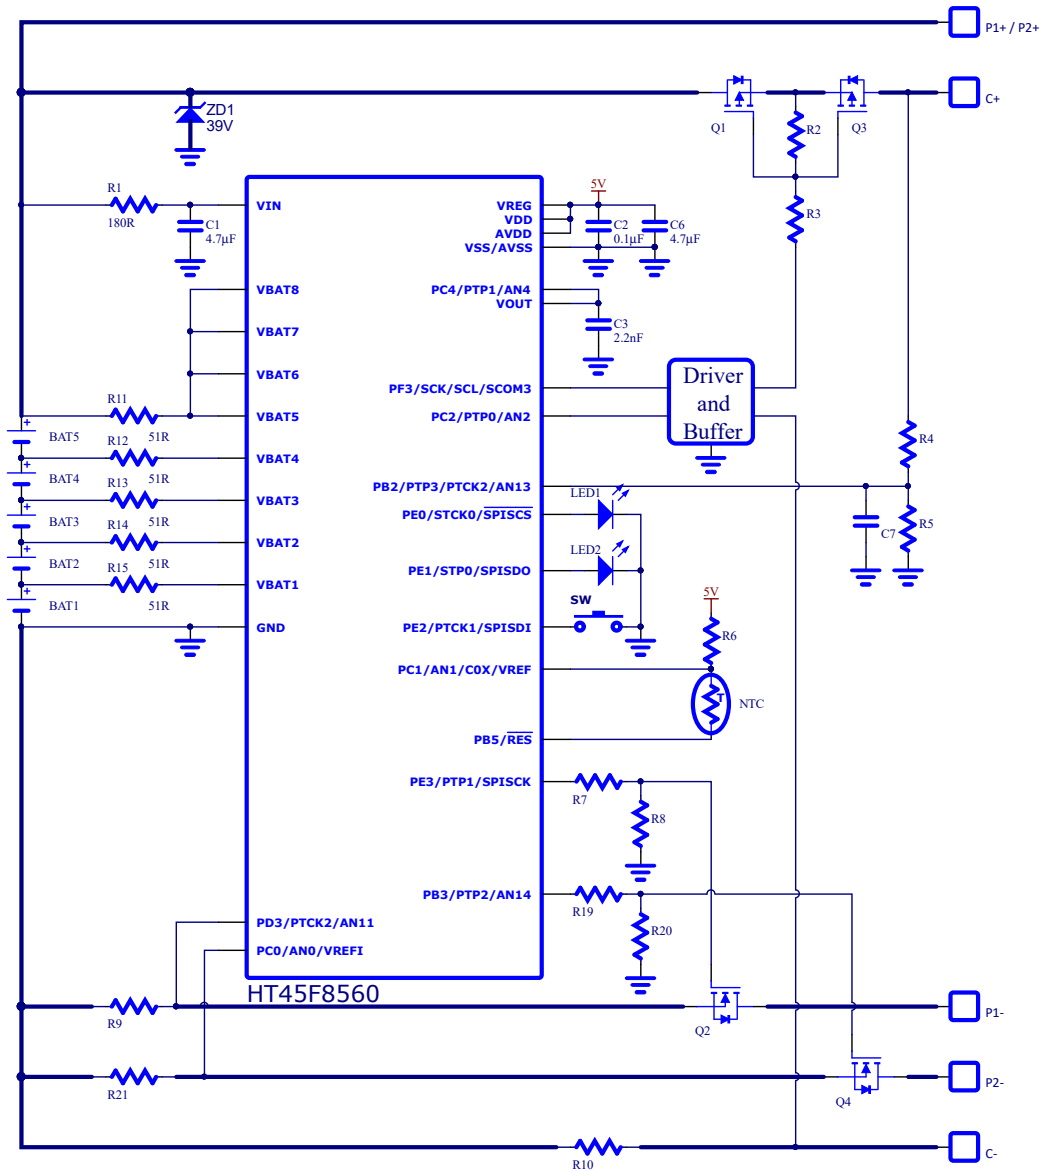 P1+ / P2+
C+
ZD1
39V
Q1
R2
Q3
R1
180R
VIN
C1
4.7μF
VREG
VDD
AVDD
VSS/AVSS
5V
C2
0.1μF
C6
4.7μF
R3
VBAT8
PC4/PTP1/AN4
VOUT
C3
2.2nF
VBAT7
VBAT6
PF3/SCK/SCL/SCOM3
Driver
and
Buffer
R11
51R
VBAT5
PC2/PTP0/AN2
BAT5
R12
51R
VBAT4
R4
BAT4
R13
51R
VBAT3
PB2/PTP3/PTCK2/AN13
LED1
PE0/STCK0/SPISCS
BAT3
R14
51R
VBAT2
C7
R5
LED2
BAT2
R15
51R
VBAT1
PE1/STP0/SPISDO
5V
SW
BAT1
GND
PE2/PTCK1/SPISDI
R6
PC1/AN1/C0X/VREF
T
NTC
PB5/RES
PE3/PTP1/SPISCK
R7
R8
PB3/PTP2/AN14
R19
R20
PD3/PTCK2/AN11
PC0/AN0/VREFI
HT45F8560
R9
Q2
P1-
R21
Q4
P2-
R10
C-
+
+
+
+
+